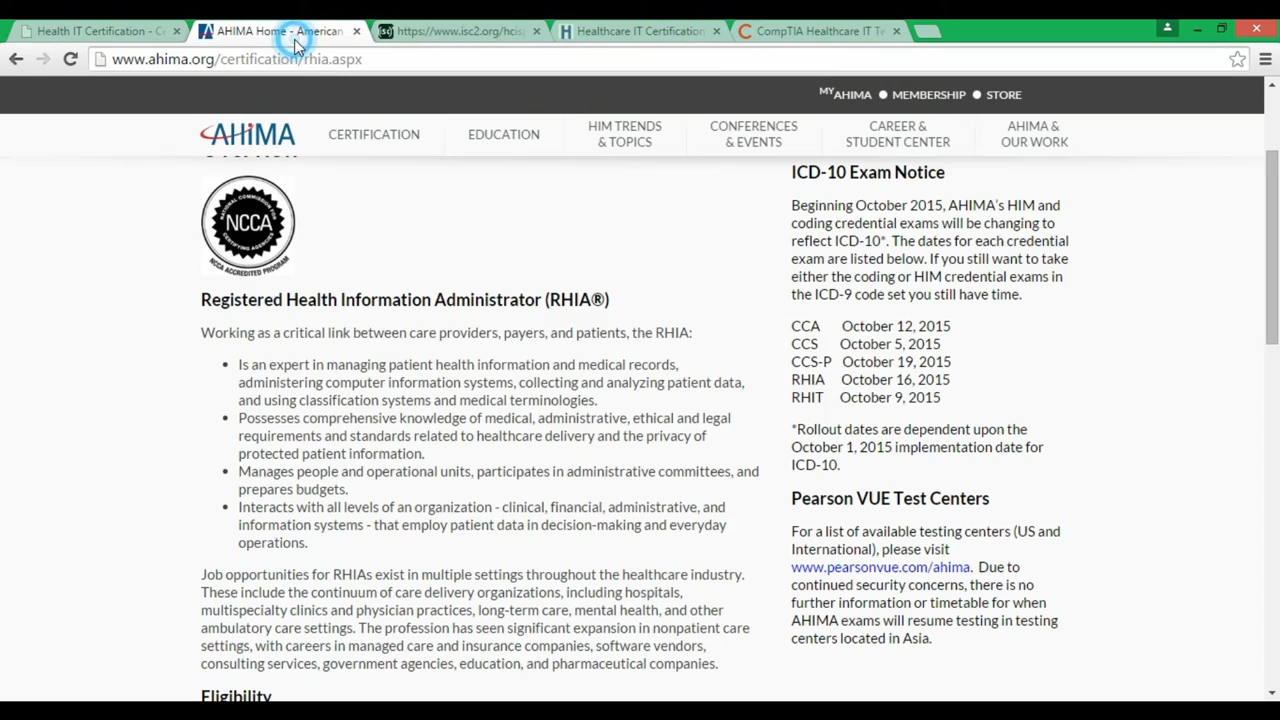 Health IT Certification - C
AHIMA Home - American
https://www.isc2.org/hcis
Healthcare IT Certification
CompTIA Healthcare IT Te
www.ahima.org/certification/rhia.aspx
MY AHIMA MEMBERSHIP STORE
AHIMA
CERTIFICATION
EDUCATION
HIM TRENDS
& TOPICS
CONFERENCES
& EVENTS
CAREER &
STUDENT CENTER
AHIMA &
OUR WORK
NATIONAL COMMISSION FOR
CERTIFYING AGENCIES
NCCA
NCCA ACCREDITED PROGRAM
Registered Health Information Administrator (RHIA®)
Working as a critical link between care providers, payers, and patients, the RHIA:
• Is an expert in managing patient health information and medical records,
administering computer information systems, collecting and analyzing patient data,
and using classification systems and medical terminologies.
• Possesses comprehensive knowledge of medical, administrative, ethical and legal
requirements and standards related to healthcare delivery and the privacy of
protected patient information.
• Manages people and operational units, participates in administrative committees, and
prepares budgets.
• Interacts with all levels of an organization - clinical, financial, administrative, and
information systems - that employ patient data in decision-making and everyday
operations.
Job opportunities for RHIAs exist in multiple settings throughout the healthcare industry.
These include the continuum of care delivery organizations, including hospitals,
multispecialty clinics and physician practices, long-term care, mental health, and other
ambulatory care settings. The profession has seen significant expansion in nonpatient care
settings, with careers in managed care and insurance companies, software vendors,
consulting services, government agencies, education, and pharmaceutical companies.
Eligibility
ICD-10 Exam Notice
Beginning October 2015, AHIMA's HIM and
coding credential exams will be changing to
reflect ICD-10*. The dates for each credential
exam are listed below. If you still want to take
either the coding or HIM credential exams in
the ICD-9 code set you still have time.
CCA October 12, 2015
CCS October 5, 2015
CCS-P October 19, 2015
RHIA October 16, 2015
RHIT October 9, 2015
*Rollout dates are dependent upon the
October 1, 2015 implementation date for
ICD-10.
Pearson VUE Test Centers
For a list of available testing centers (US and
International), please visit
www.pearsonvue.com/ahima. Due to
continued security concerns, there is no
further information or timetable for when
AHIMA exams will resume testing in testing
centers located in Asia.